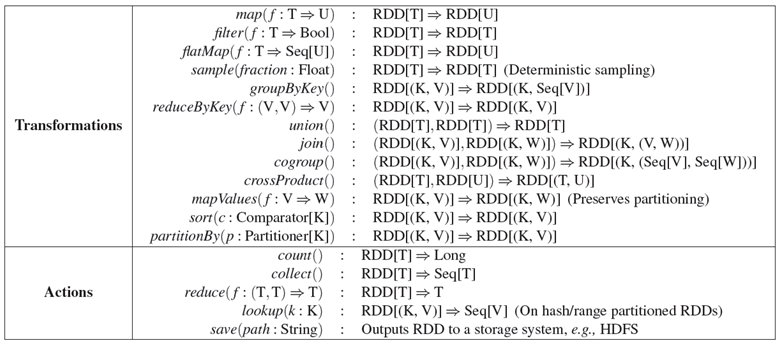 map(f : T ⇒ U) : RDD[T] ⇒ RDD[U]
filter(f : T ⇒ Bool) : RDD[T] ⇒ RDD[T]
flatMap(f : T ⇒ Seq[U]) : RDD[T] ⇒ RDD[U]
sample(fraction : Float) : RDD[T] ⇒ RDD[T] (Deterministic sampling)
groupByKey() : RDD[(K, V)] ⇒ RDD[(K, Seq[V])]
reduceByKey(f : (V,V) ⇒ V) : RDD[(K, V)] ⇒ RDD[(K, V)]
Transformations union() : (RDD[T],RDD[T]) ⇒ RDD[T]
join() : (RDD[(K, V)],RDD[(K, W)]) ⇒ RDD[(K, (V, W))]
cogroup() : (RDD[(K, V)],RDD[(K, W)]) ⇒ RDD[(K, (Seq[V], Seq[W]))]
crossProduct() : (RDD[T],RDD[U]) ⇒ RDD[(T, U)]
mapValues(f : V ⇒ W) : RDD[(K, V)] ⇒ RDD[(K, W)] (Preserves partitioning)
sort(c : Comparator[K]) : RDD[(K, V)] ⇒ RDD[(K, V)]
partitionBy(p : Partitioner[K]) : RDD[(K, V)] ⇒ RDD[(K, V)]
count() : RDD[T] ⇒ Long
collect() : RDD[T] ⇒ Seq[T]
Actions reduce(f : (T,T) ⇒ T) : RDD[T] ⇒ T
lookup(k : K) : RDD[(K, V)] ⇒ Seq[V] (On hash/range partitioned RDDs)
save(path : String) : Outputs RDD to a storage system, e.g., HDFS